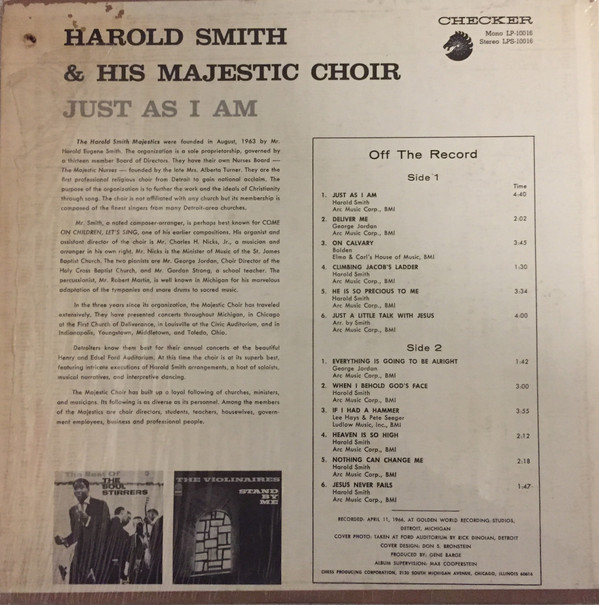 HAROLD SMITH
& HIS MAJESTIC CHOIR
JUST AS I AM
CHECKER
Mono LP-10016
Stereo LPS-10016
The Harold Smith Majestics were founded in August, 1963 by Mr.
Harold Eugene Smith. The organization is a sole proprietorship, governed by
a thirteen member Board of Directors. They have their own Nurses Board —
The Majestic Nurses — founded by the late Mrs. Alberta Turner. They are the
first professional religious choir from Detroit to gain national acclaim. The
purpose of the organization is to further the work and the ideals of Christianity
through song. The choir is not affiliated with any church but its membership is
composed of the finest singers from many Detroit-area churches.
Mr. Smith, a noted composer-arranger, is perhaps best known for COME
ON CHILDREN, LET'S SING, one of his earlier compositions. His organist and
assistant director of the choir is Mr. Charles H. Nicks, Jr., a musician and
arranger in his own right. Mr. Nicks is the Minister of Music of the St. James
Baptist Church. The two pianists are Mr. George Jordan, Choir Director of the
Holy Cross Baptist Church, and Mr. Gordon Strong, a school teacher. The
percussionist, Mr. Robert Martin, is well known in Michigan for his marvelous
adaptation of the tympanies and snare drums to sacred music.
In the three years since its organization, the Majestic Choir has traveled
extensively. They have presented concerts throughout Michigan, in Chicago
at the First Church of Deliverance, in Louisville at the Civic Auditorium, and in
Indianapolis, Youngstown, Middletown, and Toledo, Ohio.
Detroiters know them best for their annual concerts at the beautiful
Henry and Edsel Ford Auditorium. At this time the choir is at its superb best,
featuring intricate executions of Harold Smith arrangements, a host of soloists,
musical narratives, and interpretive dancing.
The Majestic Choir has built up a loyal following of churches, ministers,
and musicians. Its following is as diverse as its personnel. Among the members
of the Majestics are choir directors, students, teachers, housewives, govern-
ment employees, business and professional people.
Off The Record
Side 1
Time
1. JUST AS I AM 4:40
Harold Smith
Arc Music Corp., BMI
2. DELIVER ME 2:02
George Jordan
Arc Music Corp., BMI
3. ON CALVARY 3:45
Bolden
Elma & Carl's House of Music, BMI
4. CLIMBING JACOB'S LADDER 1:30
Harold Smith
Arc Music Corp., BMI
5. HE IS SO PRECIOUS TO ME 3:34
Harold Smith
Arc Music Corp., BMI
6. JUST A LITTLE TALK WITH JESUS 4:00
Arr. by Smith
Arc Music Corp., BMI
Side 2
1. EVERYTHING IS GOING TO BE ALRIGHT 1:42
George Jordan
Arc Music Corp., BMI
2. WHEN I BEHOLD GOD'S FACE 3:00
Harold Smith
Arc Music Corp., BMI
3. IF I HAD A HAMMER 3:55
Lee Hays & Pete Seeger
Ludlow Music, Inc., BMI
4. HEAVEN IS SO HIGH 2:12
Harold Smith
Arc Music Corp., BMI
5. NOTHING CAN CHANGE ME 2:18
Harold Smith
Arc Music Corp., BMI
6. JESUS NEVER FAILS 1:47
Harold Smith
Arc Music Corp., BMI
RECORDED: APRIL 11, 1966, AT GOLDEN WORLD RECORDING STUDIOS,
DETROIT, MICHIGAN
COVER PHOTO: TAKEN AT FORD AUDITORIUM BY RICK DINOIAN, DETROIT
COVER DESIGN: DON S. BRONSTEIN
PRODUCED BY: GENE BARGE
ALBUM SUPERVISION: MAX COOPERSTEIN
CHESS PRODUCING CORPORATION, 2120 SOUTH MICHIGAN AVENUE, CHICAGO, ILLINOIS 60616
The Best Of
THE
SOUL
STIRRERS
THE VIOLINAIRES
STAND
BY
ME